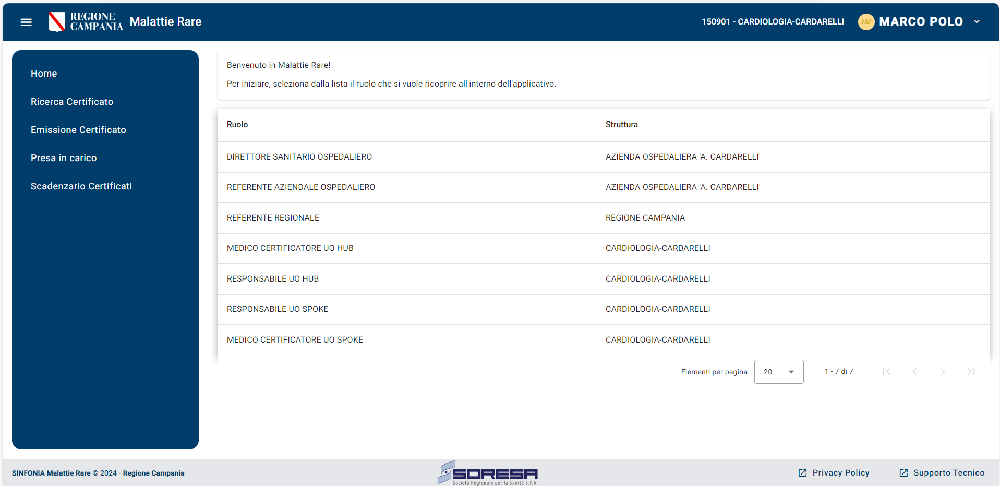 REGIONE
CAMPANIA
Malattie Rare
150901 - CARDIOLOGIA-CARDARELLI
MP
MARCO POLO
Home
Ricerca Certificato
Emissione Certificato
Presa in carico
Scadenzario Certificati
Benvenuto in Malattie Rare!
Per iniziare, seleziona dalla lista il ruolo che si vuole ricoprire all'interno dell'applicativo.
Ruolo Struttura
DIRETTORE SANITARIO OSPEDALIERO AZIENDA OSPEDALIERA 'A. CARDARELLI'
REFERENTE AZIENDALE OSPEDALIERO AZIENDA OSPEDALIERA 'A. CARDARELLI'
REFERENTE REGIONALE REGIONE CAMPANIA
MEDICO CERTIFICATORE UO HUB CARDIOLOGIA-CARDARELLI
RESPONSABILE UO HUB CARDIOLOGIA-CARDARELLI
RESPONSABILE UO SPOKE CARDIOLOGIA-CARDARELLI
MEDICO CERTIFICATORE UO SPOKE CARDIOLOGIA-CARDARELLI
Elementi per pagina: 20 1 - 7 di 7
SINFONIA Malattie Rare © 2024 - Regione Campania
SORESA
Società Regionale per la Sanità S.P.A.
Privacy Policy
Supporto Tecnico